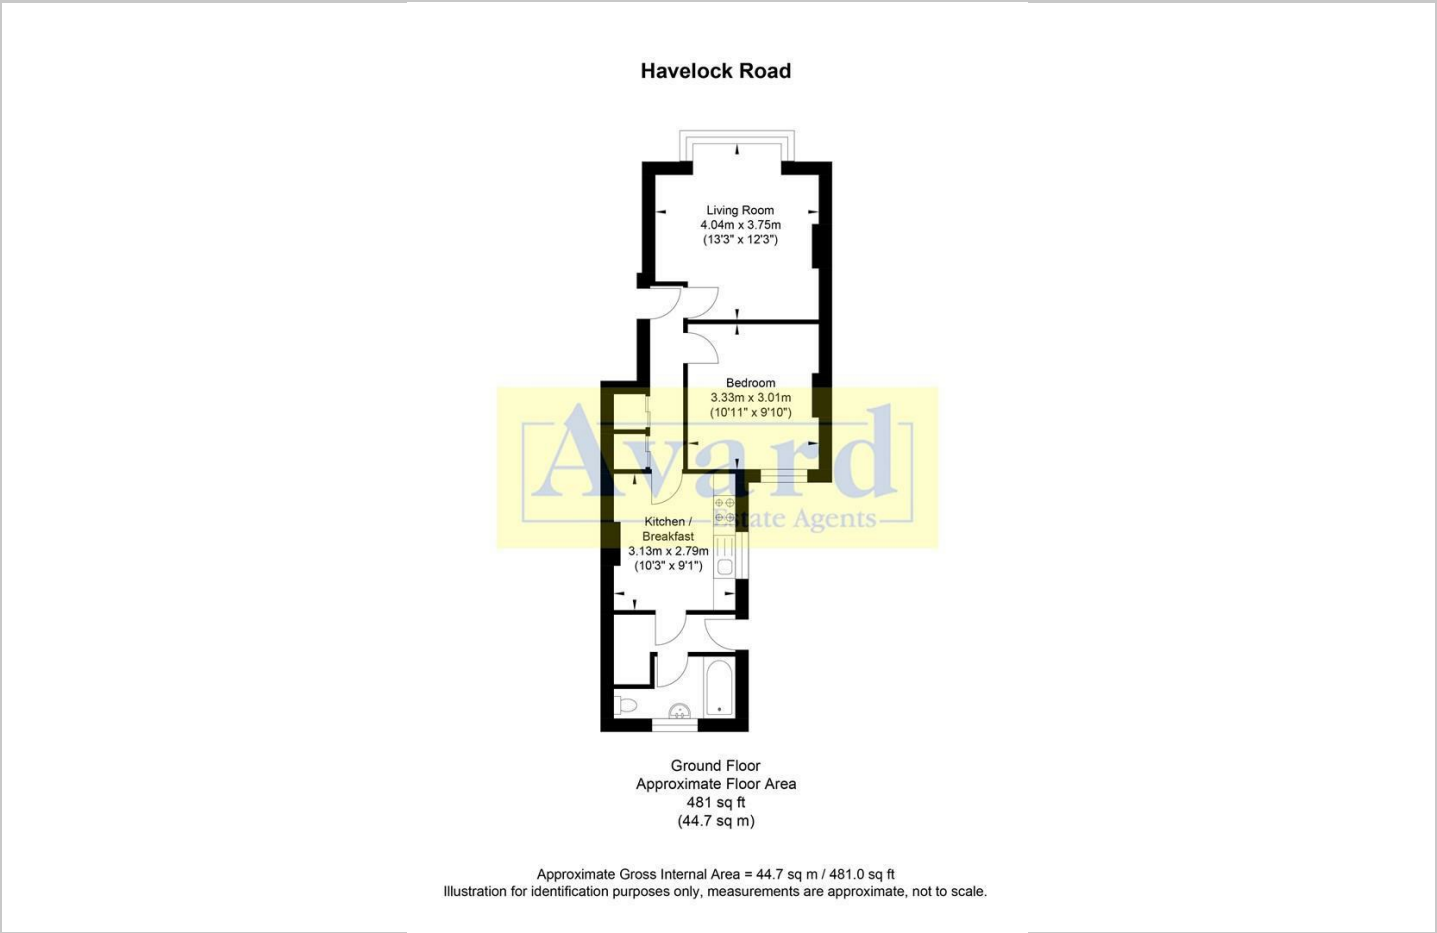 Havelock Road
Living Room
4.04m x 3.75m
(13'3" x 12'3")
Bedroom
3.33m x 3.01m
(10'11" x 9'10")
Avard
Estate Agents
Kitchen /
Breakfast
3.13m x 2.79m
(10'3" x 9'1")
Ground Floor
Approximate Floor Area
481 sq ft
(44.7 sq m)
Approximate Gross Internal Area = 44.7 sq m / 481.0 sq ft
Illustration for identification purposes only, measurements are approximate, not to scale.